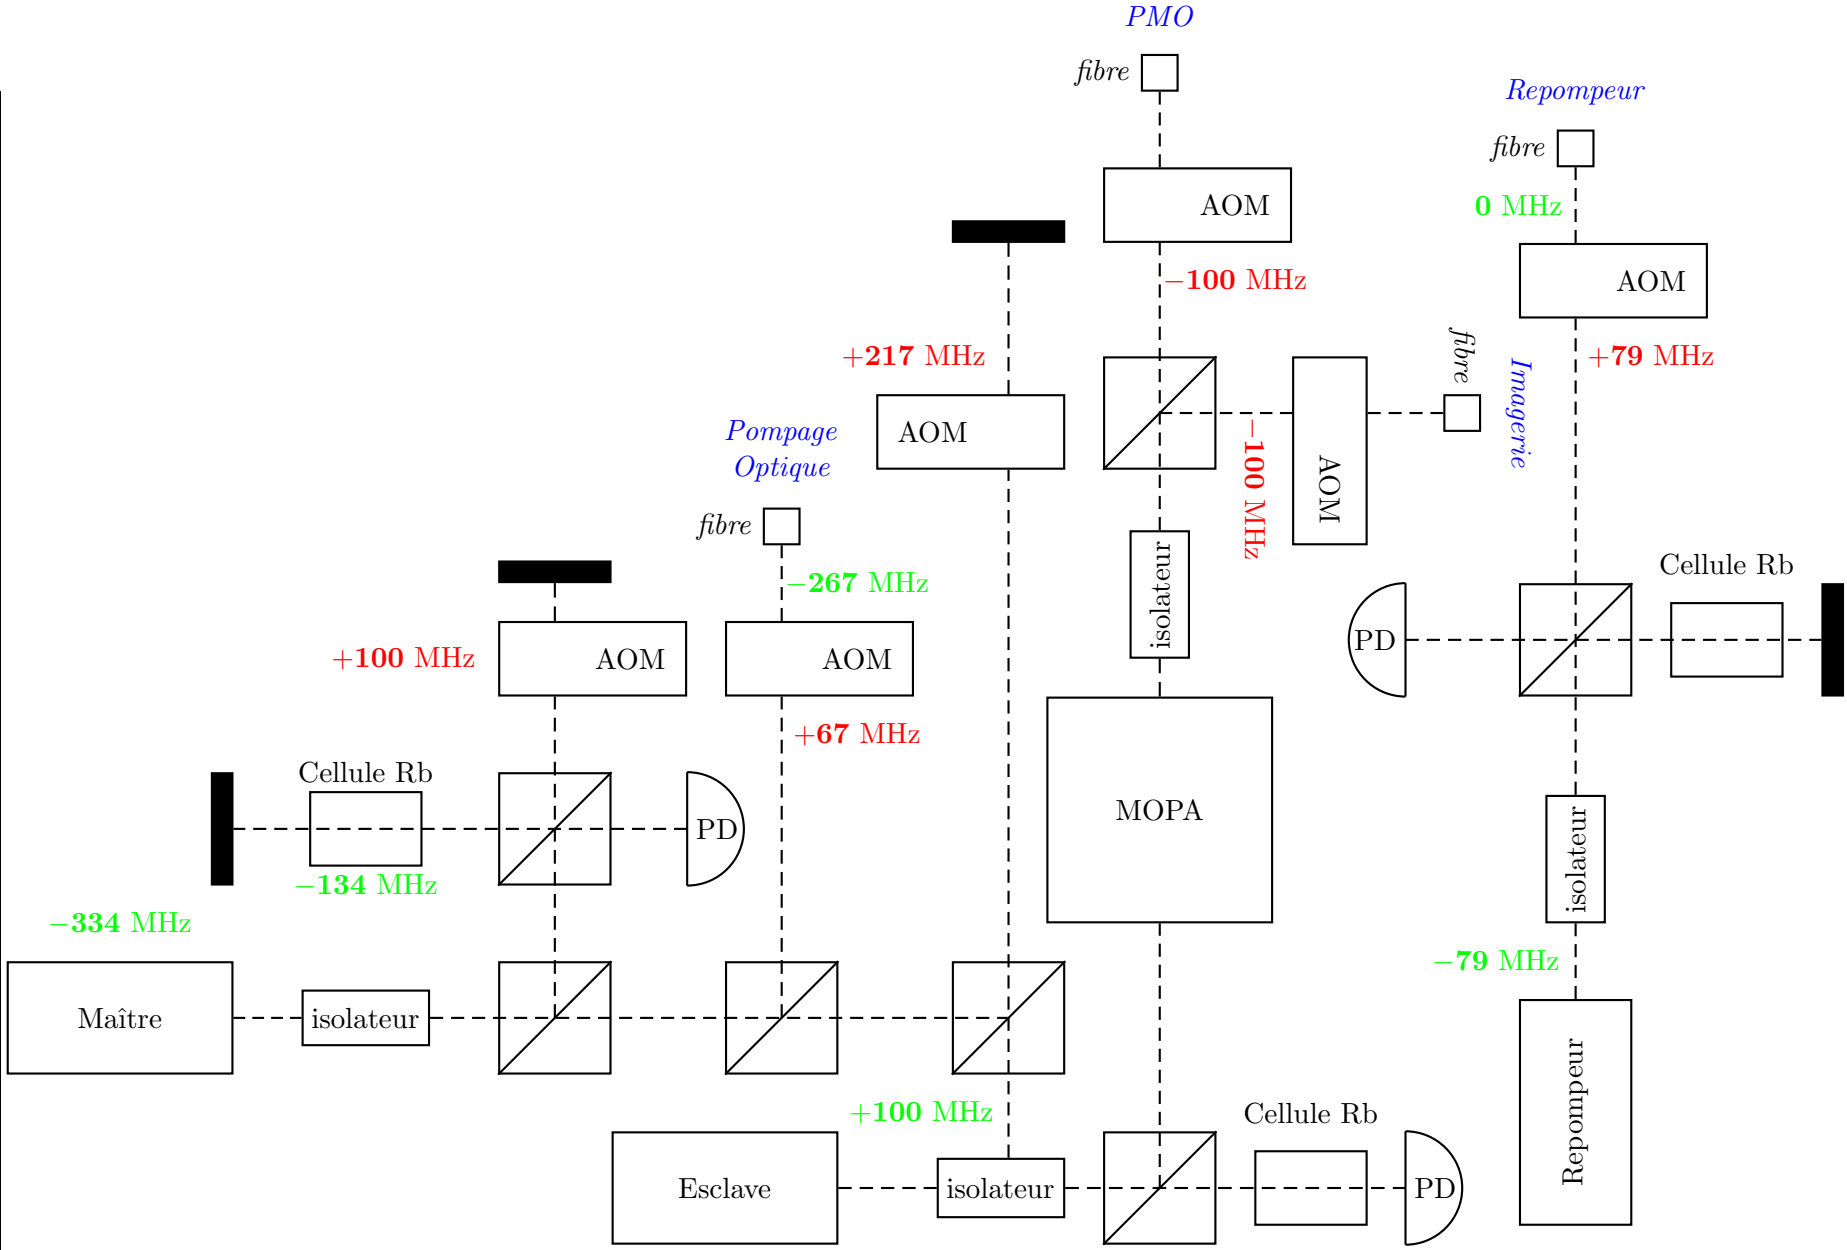 PMO
fibre
Repompeur
fibre
0 MHz
AOM
AOM
−100 MHz
+79 MHz
+217 MHz
AOM
fibre
Imagerie
−100 MHz
AOM
Pompage
Optique
fibre
−267 MHz
isolateur
Cellule Rb
PD
+100 MHz
AOM
AOM
+67 MHz
Cellule Rb
PD
−134 MHz
MOPA
isolateur
−334 MHz
−79 MHz
Maître
isolateur
+100 MHz
Cellule Rb
Repompeur
Esclave
isolateur
PD